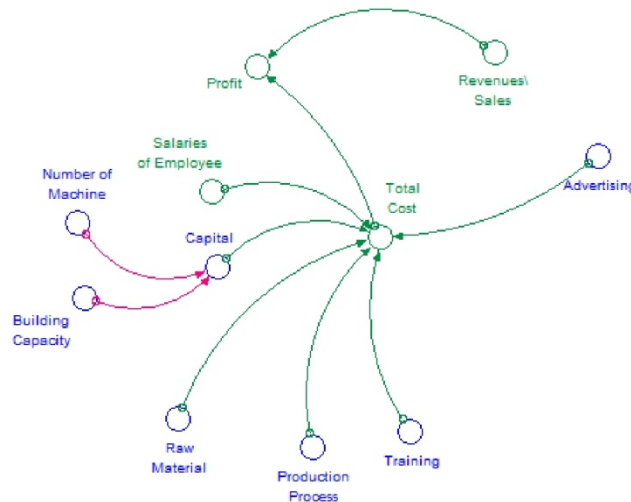 Profit
Revenues\
Sales
Salaries
of Employee
Number of
Machine
Advertising
Total
Cost
Capital
Building
Capacity
Raw
Material
Production
Process
Training